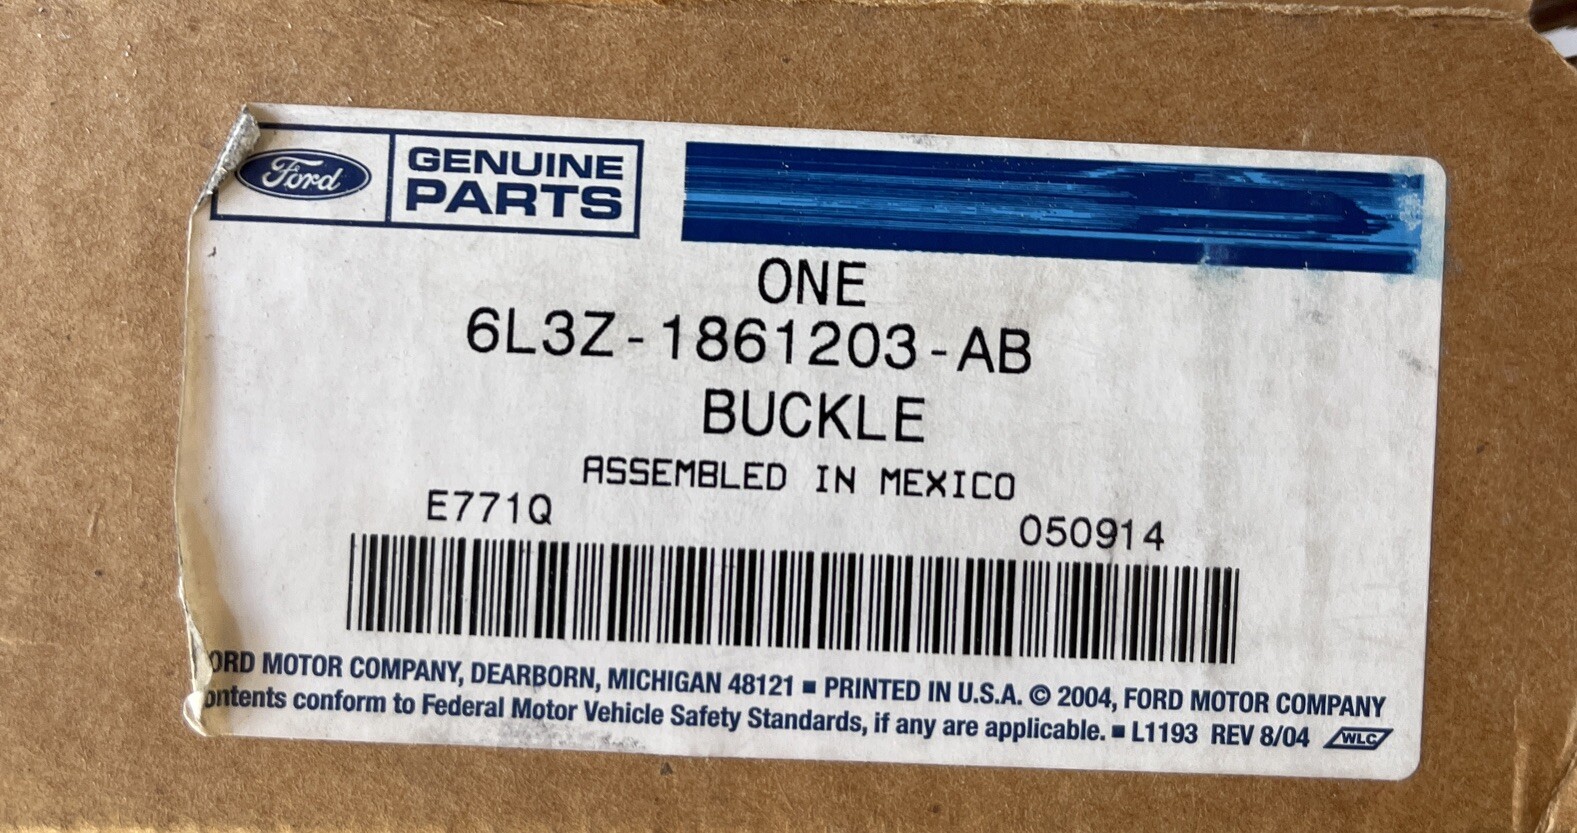 Ford GENUINE
PARTS
ONE
6L3Z-1861203-AB
BUCKLE
ASSEMBLED IN MEXICO
E771Q 050914
ORD MOTOR COMPANY, DEARBORN, MICHIGAN 48121 ■ PRINTED IN U.S.A. © 2004, FORD MOTOR COMPANY
ontents conform to Federal Motor Vehicle Safety Standards, if any are applicable. ■ L1193 REV 8/04 WLC